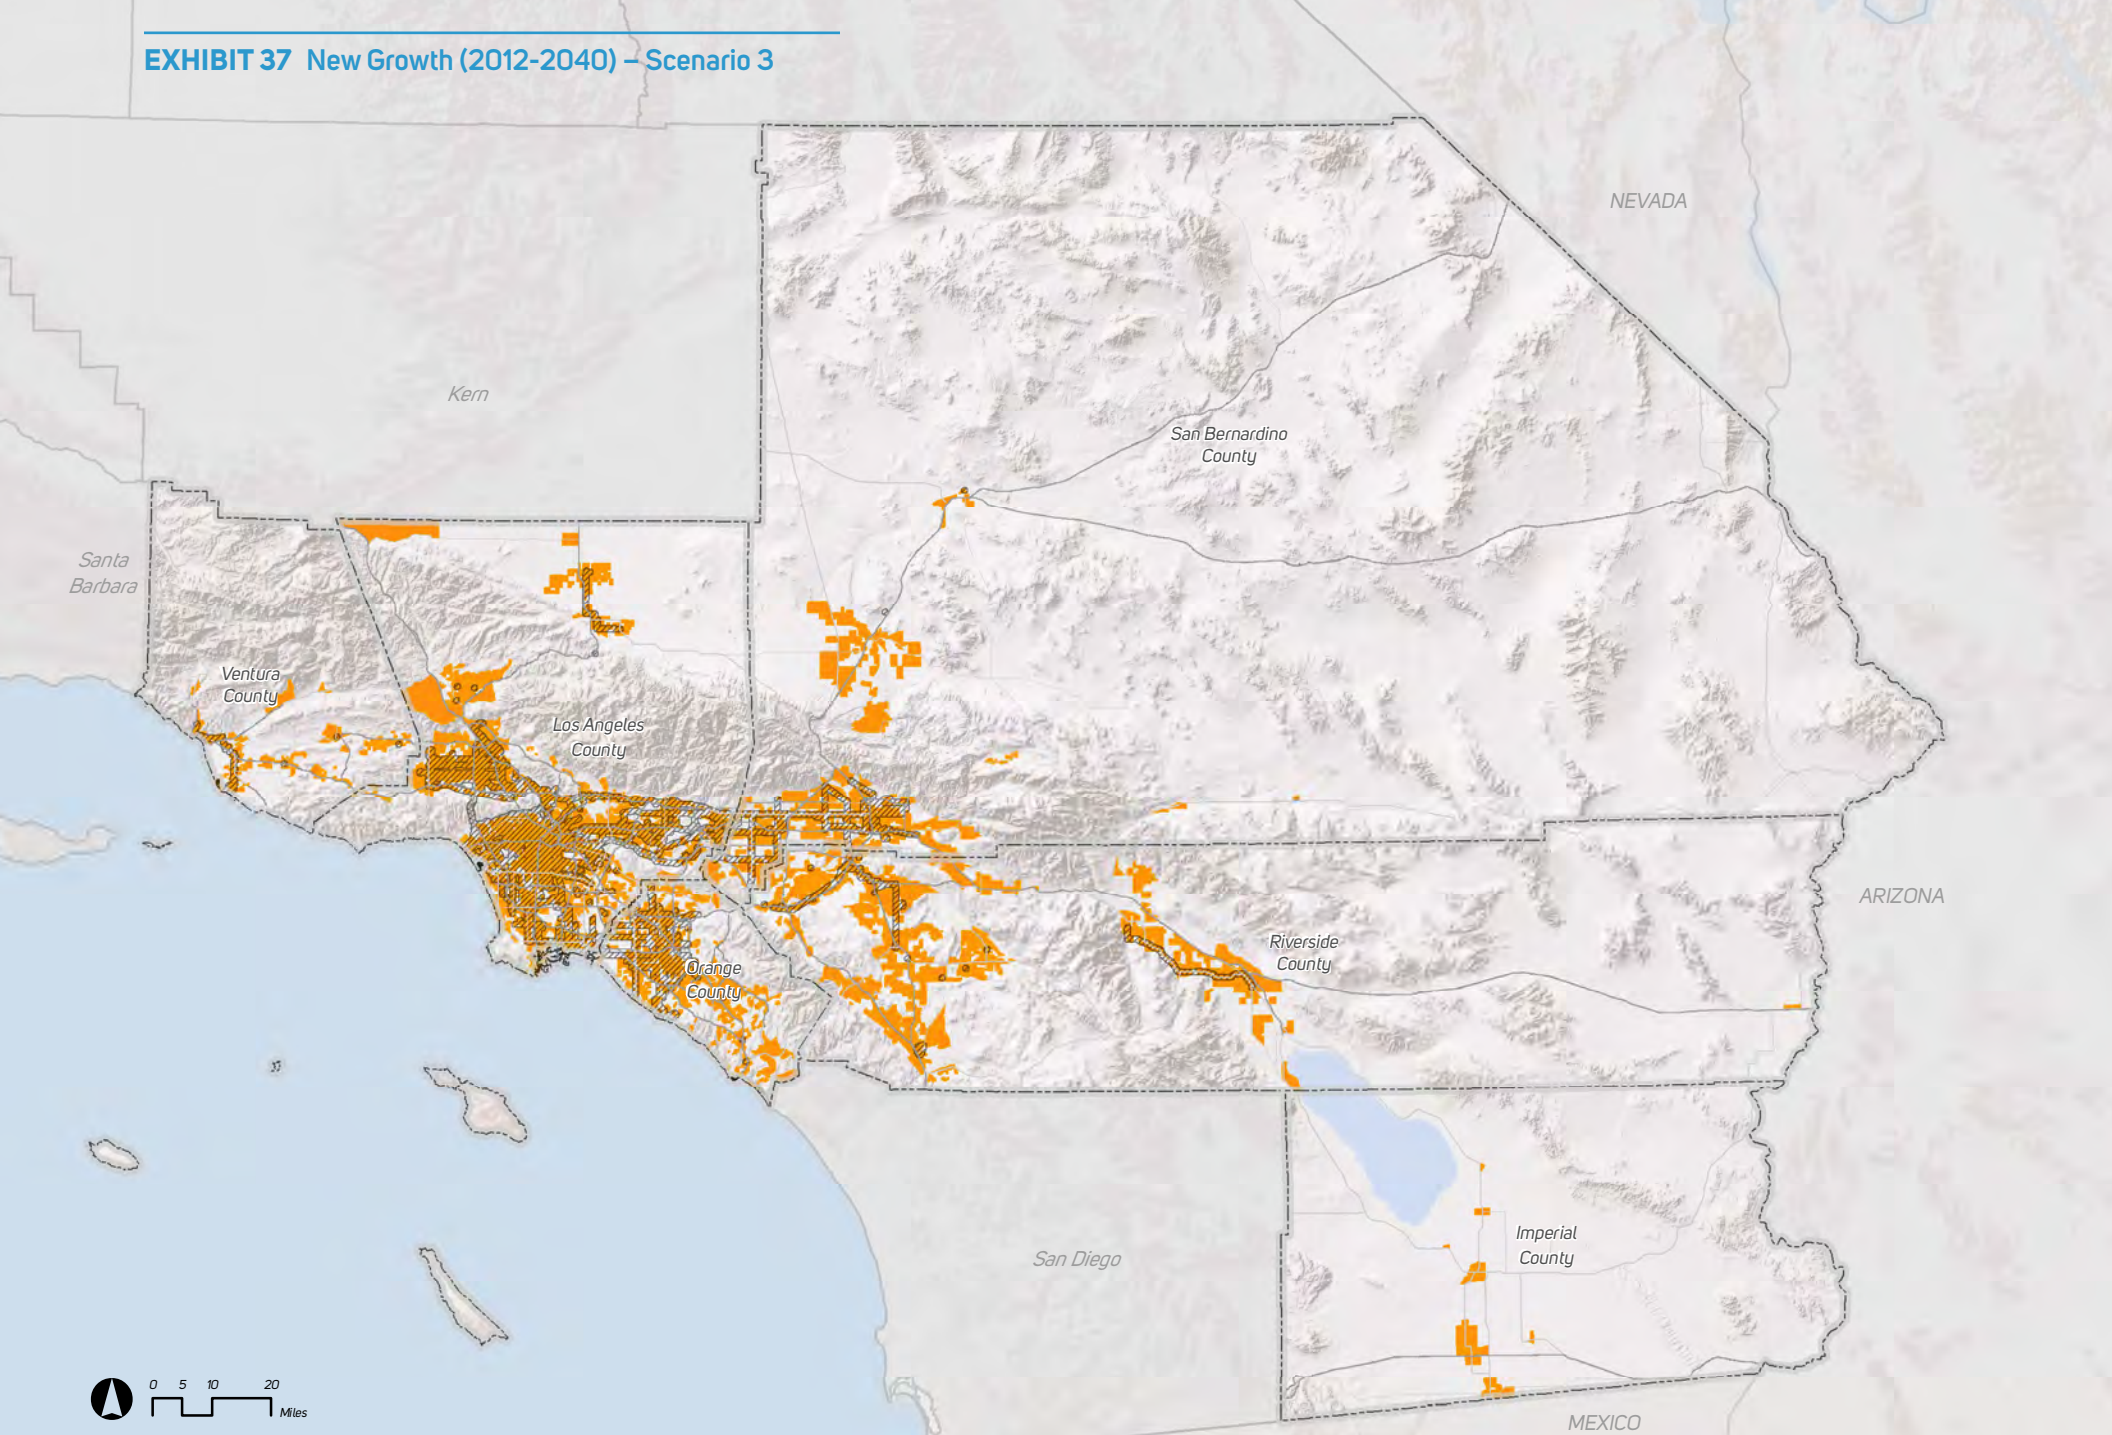 EXHIBIT 37 New Growth (2012-2040) – Scenario 3
NEVADA
Kern
San Bernardino
County
Santa
Barbara
Ventura
County
Los Angeles
County
ARIZONA
Riverside
County
Orange
County
Imperial
County
San Diego
0 5 10 20
Miles
MEXICO